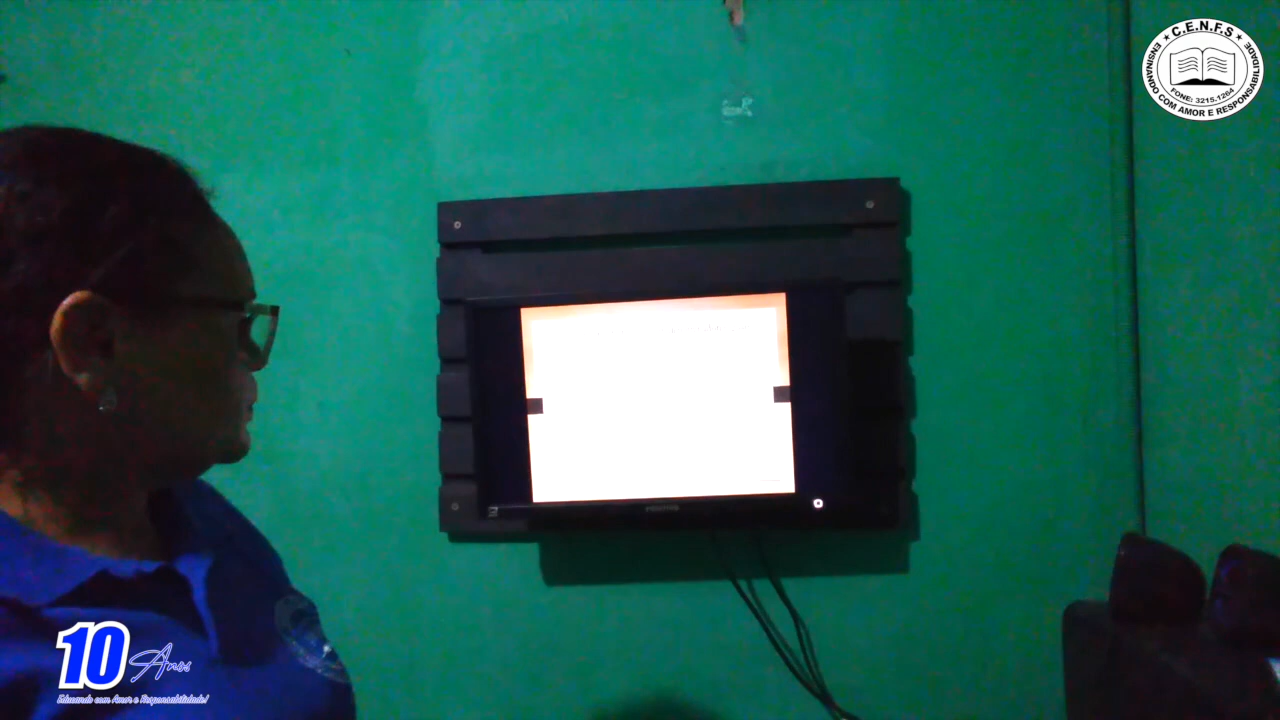 ★ C.E.N.F.S ★
ENSINANDO COM AMOR E RESPONSABILIDADE
FONE: 3215.1264
10 Anos
Educando com Amor e Responsabilidade!